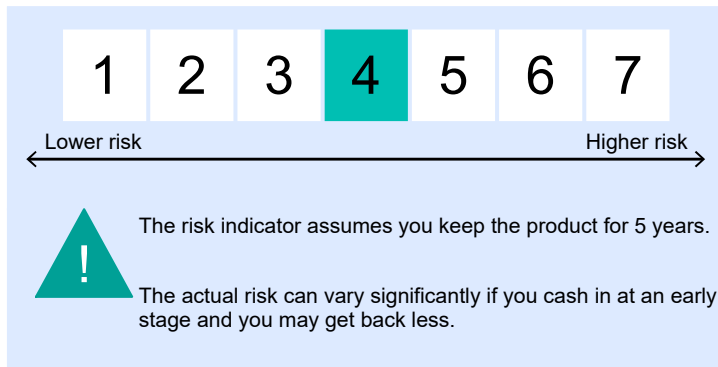 1 2 3 4 5 6 7
Lower risk Higher risk
The risk indicator assumes you keep the product for 5 years.
!
The actual risk can vary significantly if you cash in at an early
stage and you may get back less.